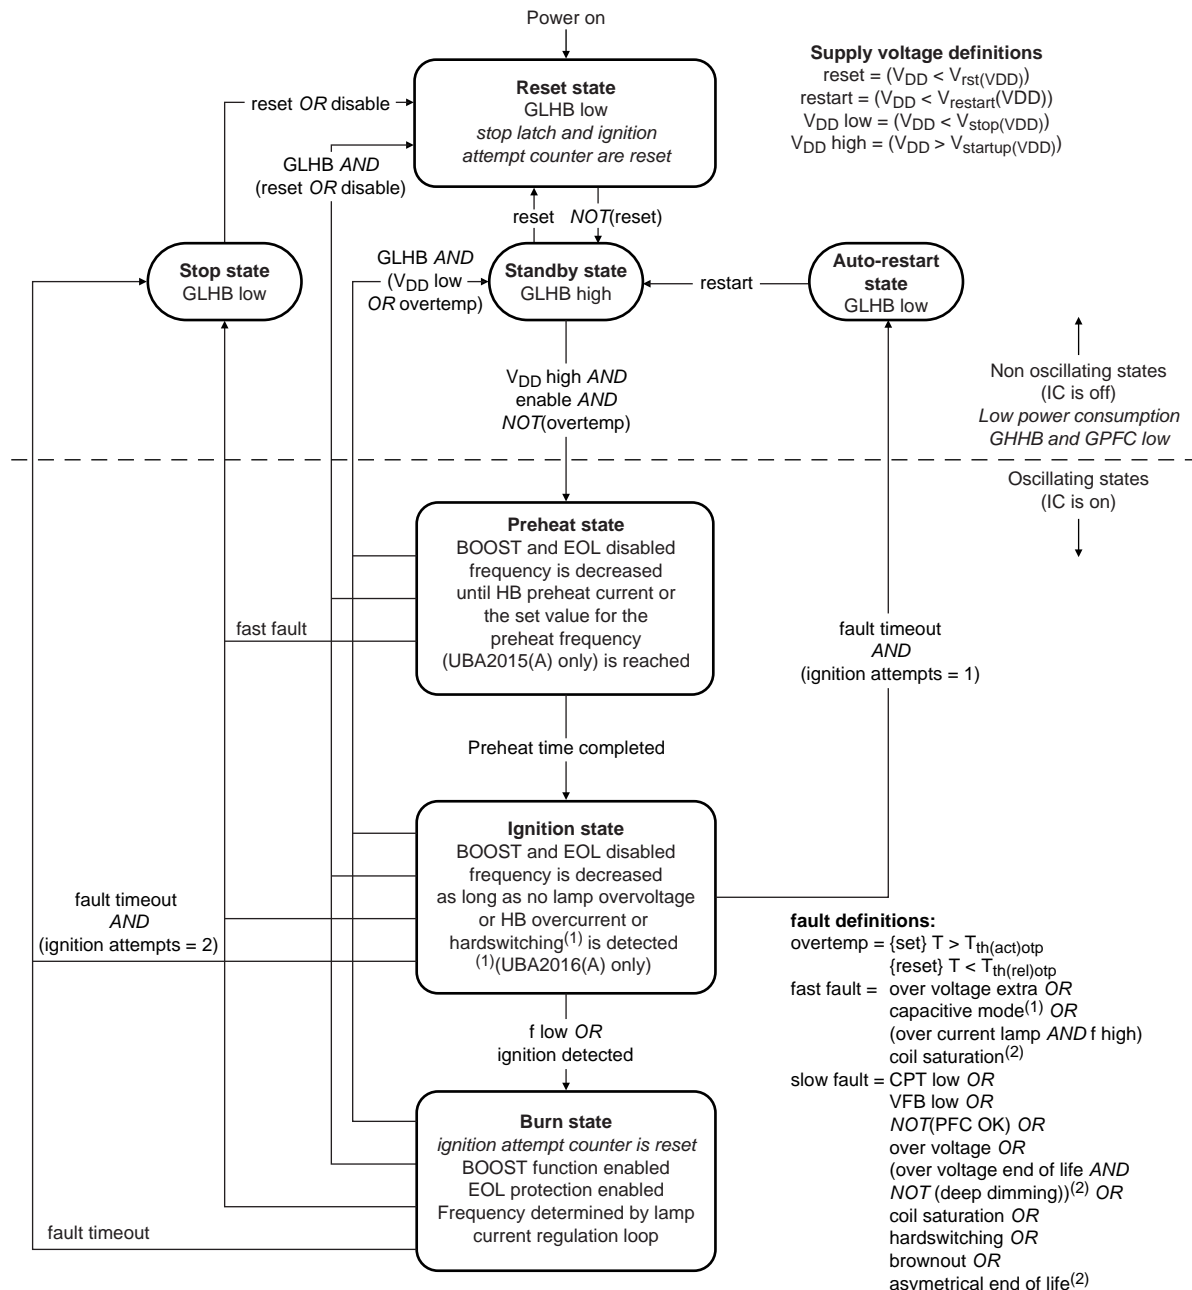 Power on
Supply voltage definitions
reset = (VDD < Vrst(VDD))
restart = (VDD < Vrestart(VDD))
VDD low = (VDD < Vstop(VDD))
VDD high = (VDD > Vstartup(VDD))
Reset state
GLHB low
stop latch and ignition
attempt counter are reset
reset OR disable
GLHB AND
(reset OR disable)
reset
NOT(reset)
Stop state
GLHB low
GLHB AND
(VDD low
OR overtemp)
Standby state
GLHB high
restart
Auto-restart
state
GLHB low
VDD high AND
enable AND
NOT(overtemp)
Non oscillating states
(IC is off)
Low power consumption
GHHB and GPFC low
Oscillating states
(IC is on)
Preheat state
BOOST and EOL disabled
frequency is decreased
until HB preheat current or
the set value for the
preheat frequency
(UBA2015(A) only) is reached
fast fault
fault timeout
AND
(ignition attempts = 1)
Preheat time completed
Ignition state
BOOST and EOL disabled
frequency is decreased
as long as no lamp overvoltage
or HB overcurrent or
hardswitching(1) is detected
(1)(UBA2016(A) only)
fault timeout
AND
(ignition attempts = 2)
f low OR
ignition detected
Burn state
ignition attempt counter is reset
BOOST function enabled
EOL protection enabled
Frequency determined by lamp
current regulation loop
fault timeout
fault definitions:
overtemp = {set} T > Tth(act)otp
{reset} T < Tth(rel)otp
fast fault = over voltage extra OR
capacitive mode(1) OR
(over current lamp AND f high)
coil saturation(2)
slow fault = CPT low OR
VFB low OR
NOT(PFC OK) OR
over voltage OR
(over voltage end of life AND
NOT (deep dimming))(2) OR
coil saturation OR
hardswitching OR
brownout OR
asymetrical end of life(2)